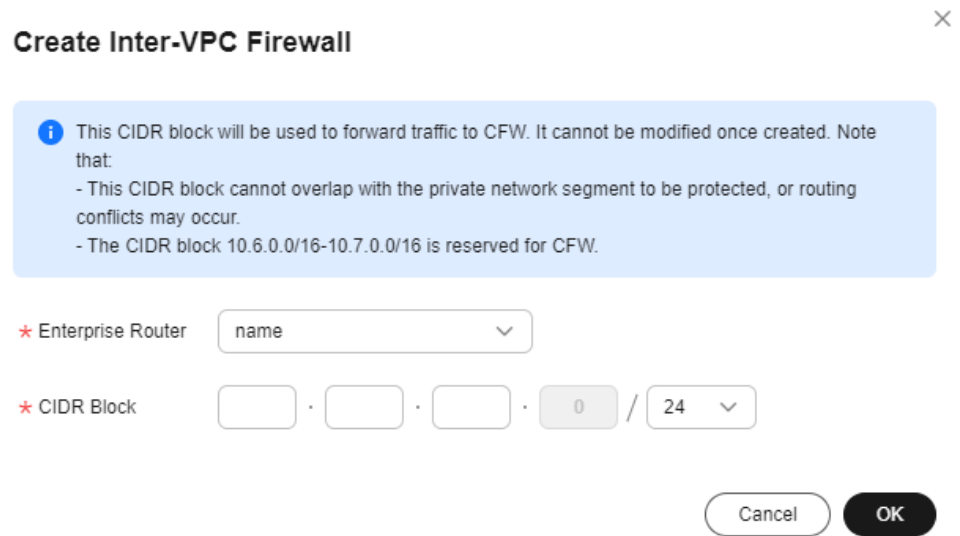 Create Inter-VPC Firewall
This CIDR block will be used to forward traffic to CFW. It cannot be modified once created. Note
that:
- This CIDR block cannot overlap with the private network segment to be protected, or routing
conflicts may occur.
- The CIDR block 10.6.0.0/16-10.7.0.0/16 is reserved for CFW.
* Enterprise Router name
* CIDR Block . . . 0 / 24
Cancel OK